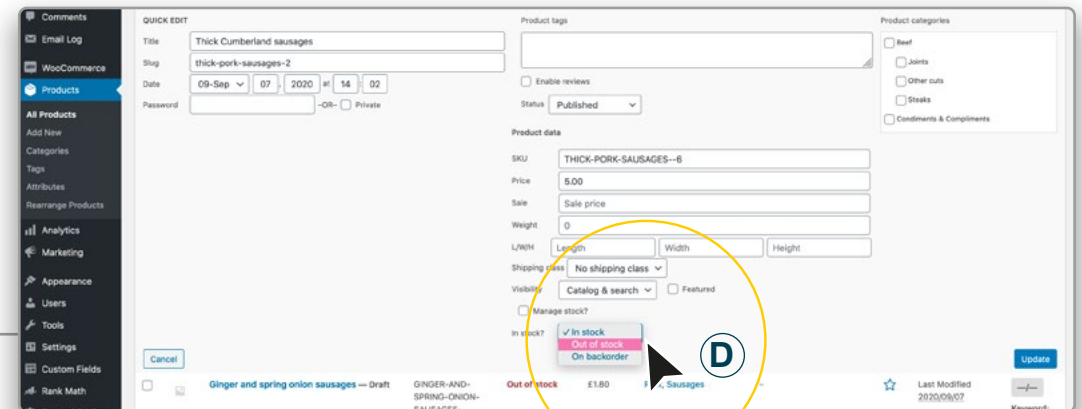 Comments
Email Log
WooCommerce
Products
All Products
Add New
Categories
Tags
Attributes
Rearrange Products
Analytics
Marketing
Appearance
Users
Tools
Settings
Custom Fields
Rank Math
QUICK EDIT
Title Thick Cumberland sausages
Slug thick-pork-sausages-2
Date 09-Sep 07 , 2020 at 14 : 02
Password –OR– Private
Cancel
Product tags
Enable reviews
Status Published
Product data
SKU THICK-PORK-SAUSAGES--6
Price 5.00
Sale Sale price
Weight 0
L/W/H Length Width Height
Shipping class No shipping class
Visibility Catalog & search Featured
Manage stock?
In stock? ✓ In stock
Out of stock
On backorder
D
Product categories
Beef
Joints
Other cuts
Steaks
Condiments & Compliments
Update
Ginger and spring onion sausages — Draft
GINGER-AND-
SPRING-ONION-
SAUSAGES-
Out of stock
£1.80
Sausages
–
Last Modified
2020/09/07
—/—
Keyword: